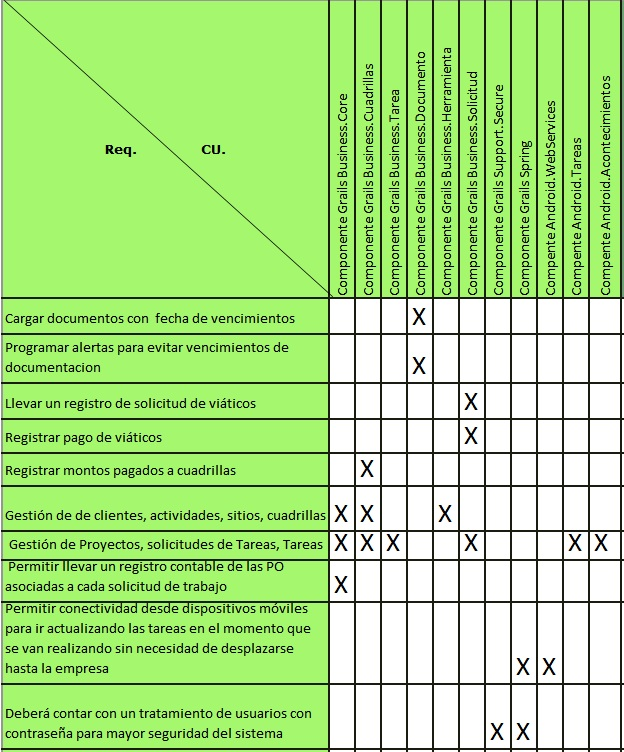 Req.
CU.
Componente Grails Business.Core
Componente Grails Business.Cuadrillas
Componente Grails Business.Tarea
Componente Grails Business.Documento
Componente Grails Business.Herramienta
Componente Grails Business.Solicitud
Componente Grails Support.Secure
Componente Grails Spring
Compente Android.WebServices
Compente Android.Tareas
Compente Android.Acontecimientos
Cargar documentos con fecha de vencimientos
X
Programar alertas para evitar vencimientos de
documentacion
X
Llevar un registro de solicitud de viáticos
X
Registrar pago de viáticos
X
Registrar montos pagados a cuadrillas
X
Gestión de de clientes, actividades, sitios, cuadrillas
X X X
Gestión de Proyectos, solicitudes de Tareas, Tareas
X X X X X X
Permitir llevar un registro contable de las PO
asociadas a cada solicitud de trabajo
X
Permitir conectividad desde dispositivos móviles
para ir actualizando las tareas en el momento que
se van realizando sin necesidad de desplazarse
hasta la empresa
X X
Deberá contar con un tratamiento de usuarios con
contraseña para mayor seguridad del sistema
X X